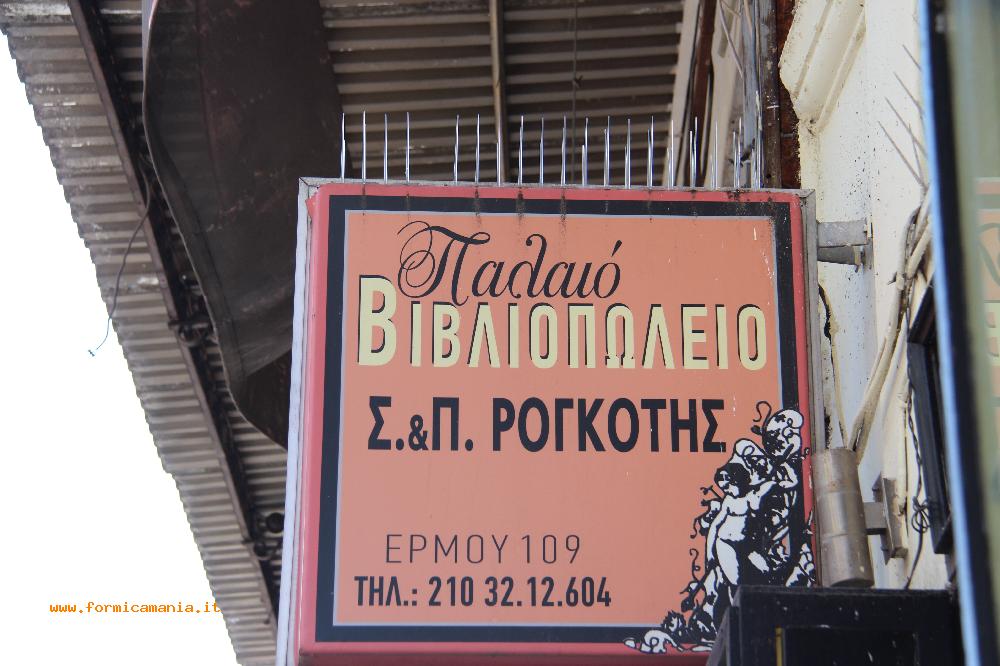 Παλαιό
ΒΙΒΛΙΟΠΩΛΕΙΟ
Σ.&Π. ΡΟΓΚΟΤΗΣ
ΕΡΜΟΥ 109
ΤΗΛ.: 210 32.12.604
www.formicamania.it